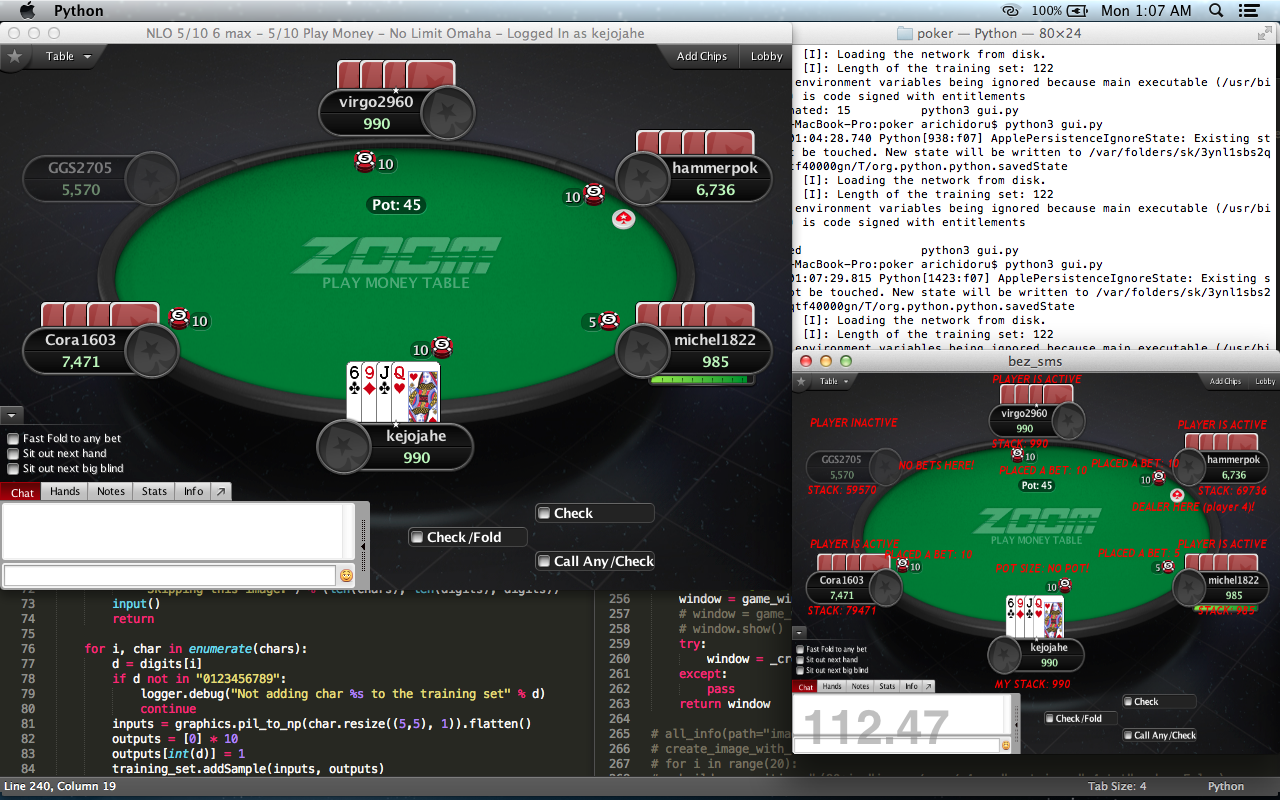 Python
100%
Mon 1:07 AM
NLO 5/10 6 max – 5/10 Play Money – No Limit Omaha – Logged In as kejojahe
Table
Add Chips
Lobby
virgo2960
990
10
GGS2705
5,570
hammerpok
6,736
10
Pot: 45
ZOOM
PLAY MONEY TABLE
Cora1603
7,471
10
5
michel1822
985
10
6 9 J Q
kejojahe
990
Fast Fold to any bet
Sit out next hand
Sit out next big blind
Chat
Hands
Notes
Stats
Info
Check
Check/Fold
Call Any/Check
poker — Python — 80×24
[I]: Loading the network from disk.
[I]: Length of the training set: 122
environment variables being ignored because main executable (/usr/bi
is code signed with entitlements
nated: 15 python3 gui.py
-MacBook-Pro:poker arichidoru$ python3 gui.py
01:04:28.740 Python[938:f07] ApplePersistenceIgnoreState: Existing st
t be touched. New state will be written to /var/folders/sk/3ynl1sbs2q
qtf40000gn/T/org.python.python.savedState
[I]: Loading the network from disk.
[I]: Length of the training set: 122
environment variables being ignored because main executable (/usr/bi
is code signed with entitlements
ed python3 gui.py
-MacBook-Pro:poker arichidoru$ python3 gui.py
01:07:29.815 Python[1423:f07] ApplePersistenceIgnoreState: Existing s
ot be touched. New state will be written to /var/folders/sk/3ynl1sbs2
qtf40000gn/T/org.python.python.savedState
[I]: Loading the network from disk.
[I]: Length of the training set: 122
environment variables being ignored because main executable (/usr/bi
bez_sms
Table
Add Chips
Lobby
PLAYER IS ACTIVE
virgo2960
990
STACK: 990
10
PLACED A BET: 10
PLAYER INACTIVE
GGS2705
5,570
NO BETS HERE!
STACK: 59570
PLAYER IS ACTIVE
hammerpok
6,736
PLACED A BET: 10
10
STACK: 69736
DEALER HERE (player 4)!
Pot: 45
ZOOM
PLAY MONEY TABLE
PLAYER IS ACTIVE
Cora1603
7,471
10
STACK: 79471
PLAYER IS ACTIVE
5
michel1822
985
STACK: 985
10
6 9 J Q
kejojahe
990
MY STACK: 990
Fast Fold to any bet
Sit out next hand
Sit out next big blind
Chat
Hands
Notes
Stats
Info
112.47
Check
Check/Fold
Call Any/Check
73 input()
74 return
75
76 for i, char in enumerate(chars):
77 d = digits[i]
78 if d not in "0123456789":
79 logger.debug("Not adding char %s to the training set" % d)
80 continue
81 inputs = graphics.pil_to_np(char.resize((5,5), 1)).flatten()
82 outputs = [0] * 10
83 outputs[int(d)] = 1
84 training_set.addSample(inputs, outputs)
256 window = game_wi
257 # window = game_
258 # window.show()
259 try:
260 window = _cr
261 except:
262 pass
263 return window
264
265 # all_info(path="ima
266 # create_image_with_
267 # for i in range(20):
Line 240, Column 19
Tab Size: 4
Python